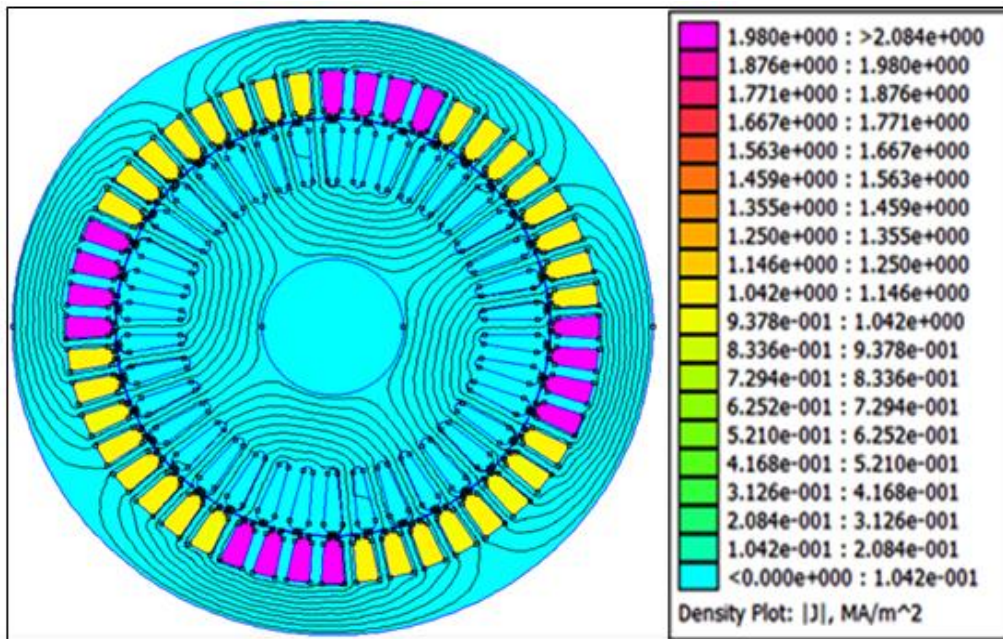 1.980e+000 : >2.084e+000
1.876e+000 : 1.980e+000
1.771e+000 : 1.876e+000
1.667e+000 : 1.771e+000
1.563e+000 : 1.667e+000
1.459e+000 : 1.563e+000
1.355e+000 : 1.459e+000
1.250e+000 : 1.355e+000
1.146e+000 : 1.250e+000
1.042e+000 : 1.146e+000
9.378e-001 : 1.042e+000
8.336e-001 : 9.378e-001
7.294e-001 : 8.336e-001
6.252e-001 : 7.294e-001
5.210e-001 : 6.252e-001
4.168e-001 : 5.210e-001
3.126e-001 : 4.168e-001
2.084e-001 : 3.126e-001
1.042e-001 : 2.084e-001
<0.000e+000 : 1.042e-001
Density Plot: |J|, MA/m^2